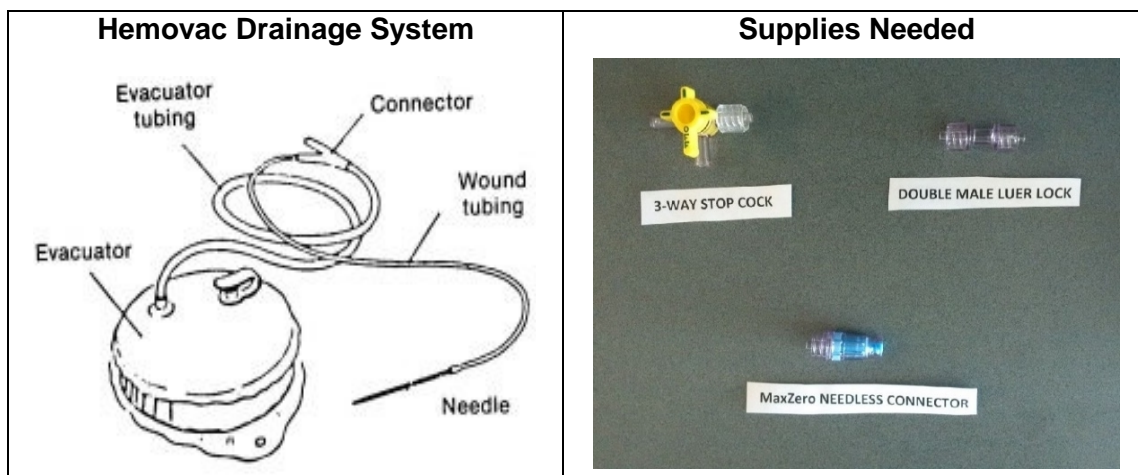 Hemovac Drainage System
Evacuator
tubing
Connector
Wound
tubing
Evacuator
Needle
Supplies Needed
3-WAY STOP COCK
DOUBLE MALE LUER LOCK
MaxZero NEEDLESS CONNECTOR